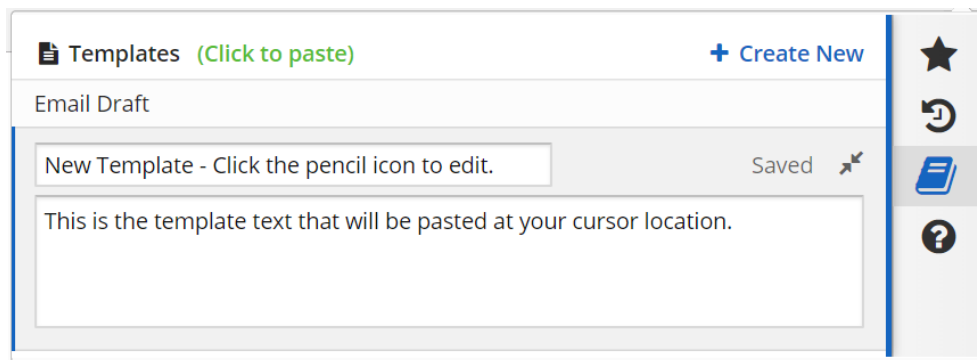 Templates (Click to paste) + Create New
Email Draft
New Template - Click the pencil icon to edit. Saved
This is the template text that will be pasted at your cursor location.